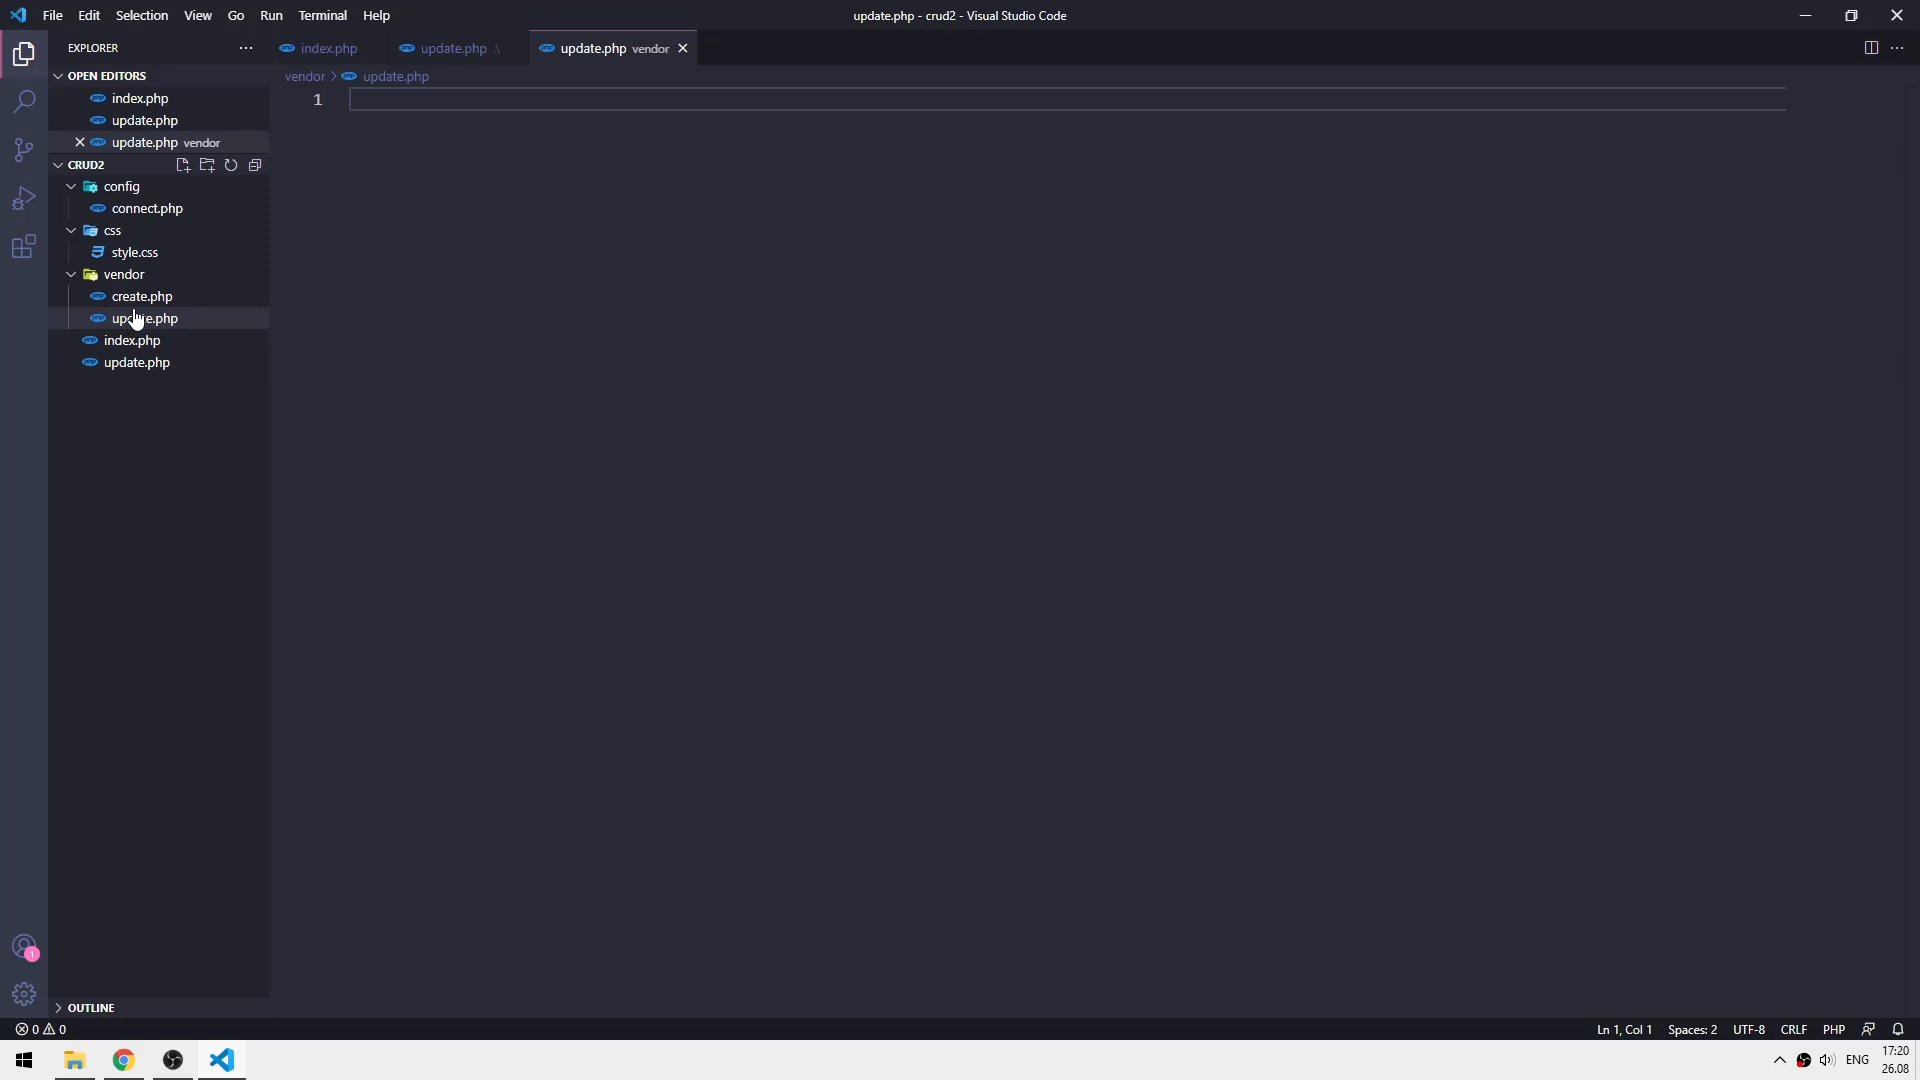 File Edit Selection View Go Run Terminal Help
update.php - crud2 - Visual Studio Code
EXPLORER
index.php
update.php .\
update.php vendor
OPEN EDITORS
vendor > update.php
index.php
1
update.php
update.php vendor
CRUD2
config
connect.php
css
style.css
vendor
create.php
update.php
index.php
update.php
1
OUTLINE
0 0
Ln 1, Col 1
Spaces: 2
UTF-8
CRLF
PHP
ENG
17:20
26.08